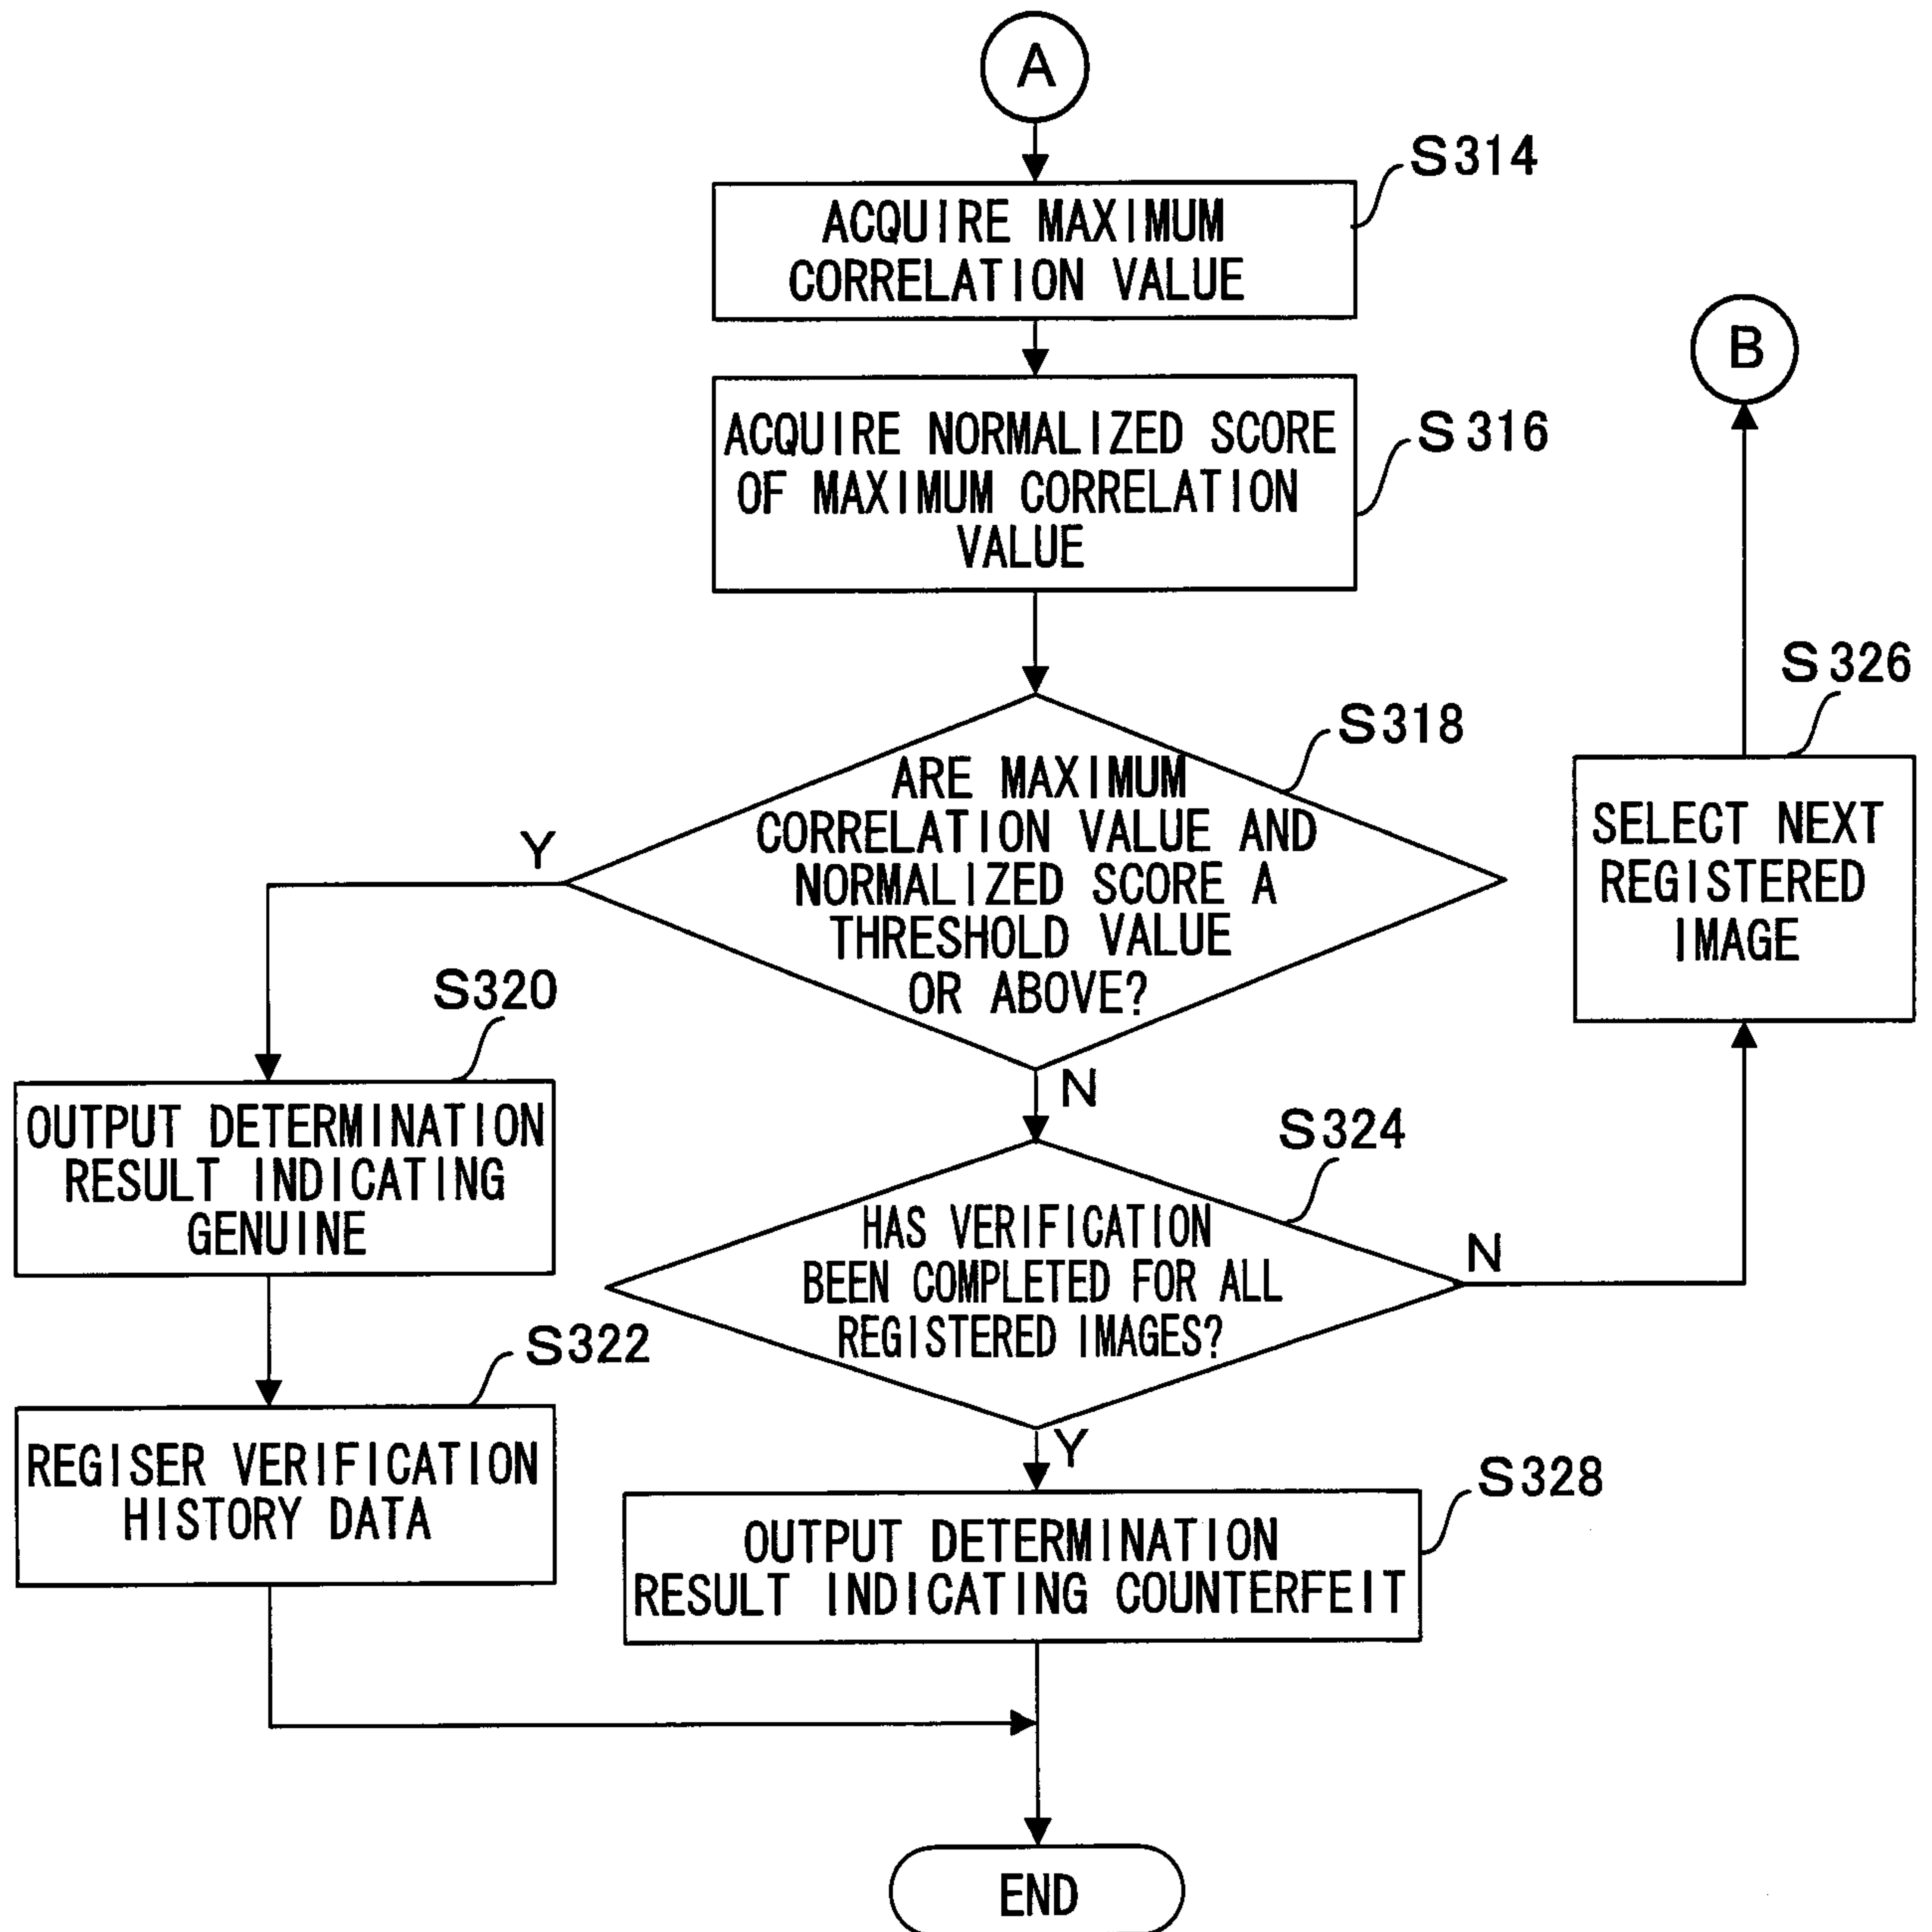 A
S314
ACQUIRE MAXIMUM
CORRELATION VALUE
B
S316
ACQUIRE NORMALIZED SCORE
OF MAXIMUM CORRELATION
VALUE
S326
S318
ARE MAXIMUM
CORRELATION VALUE AND
NORMALIZED SCORE A
THRESHOLD VALUE
OR ABOVE?
Y
SELECT NEXT
REGISTERED
IMAGE
S320
N
OUTPUT DETERMINATION
RESULT INDICATING
GENUINE
S324
HAS VERIFICATION
BEEN COMPLETED FOR ALL
REGISTERED IMAGES?
N
S322
REGISER VERIFICATION
HISTORY DATA
Y
S328
OUTPUT DETERMINATION
RESULT INDICATING COUNTERFEIT
END